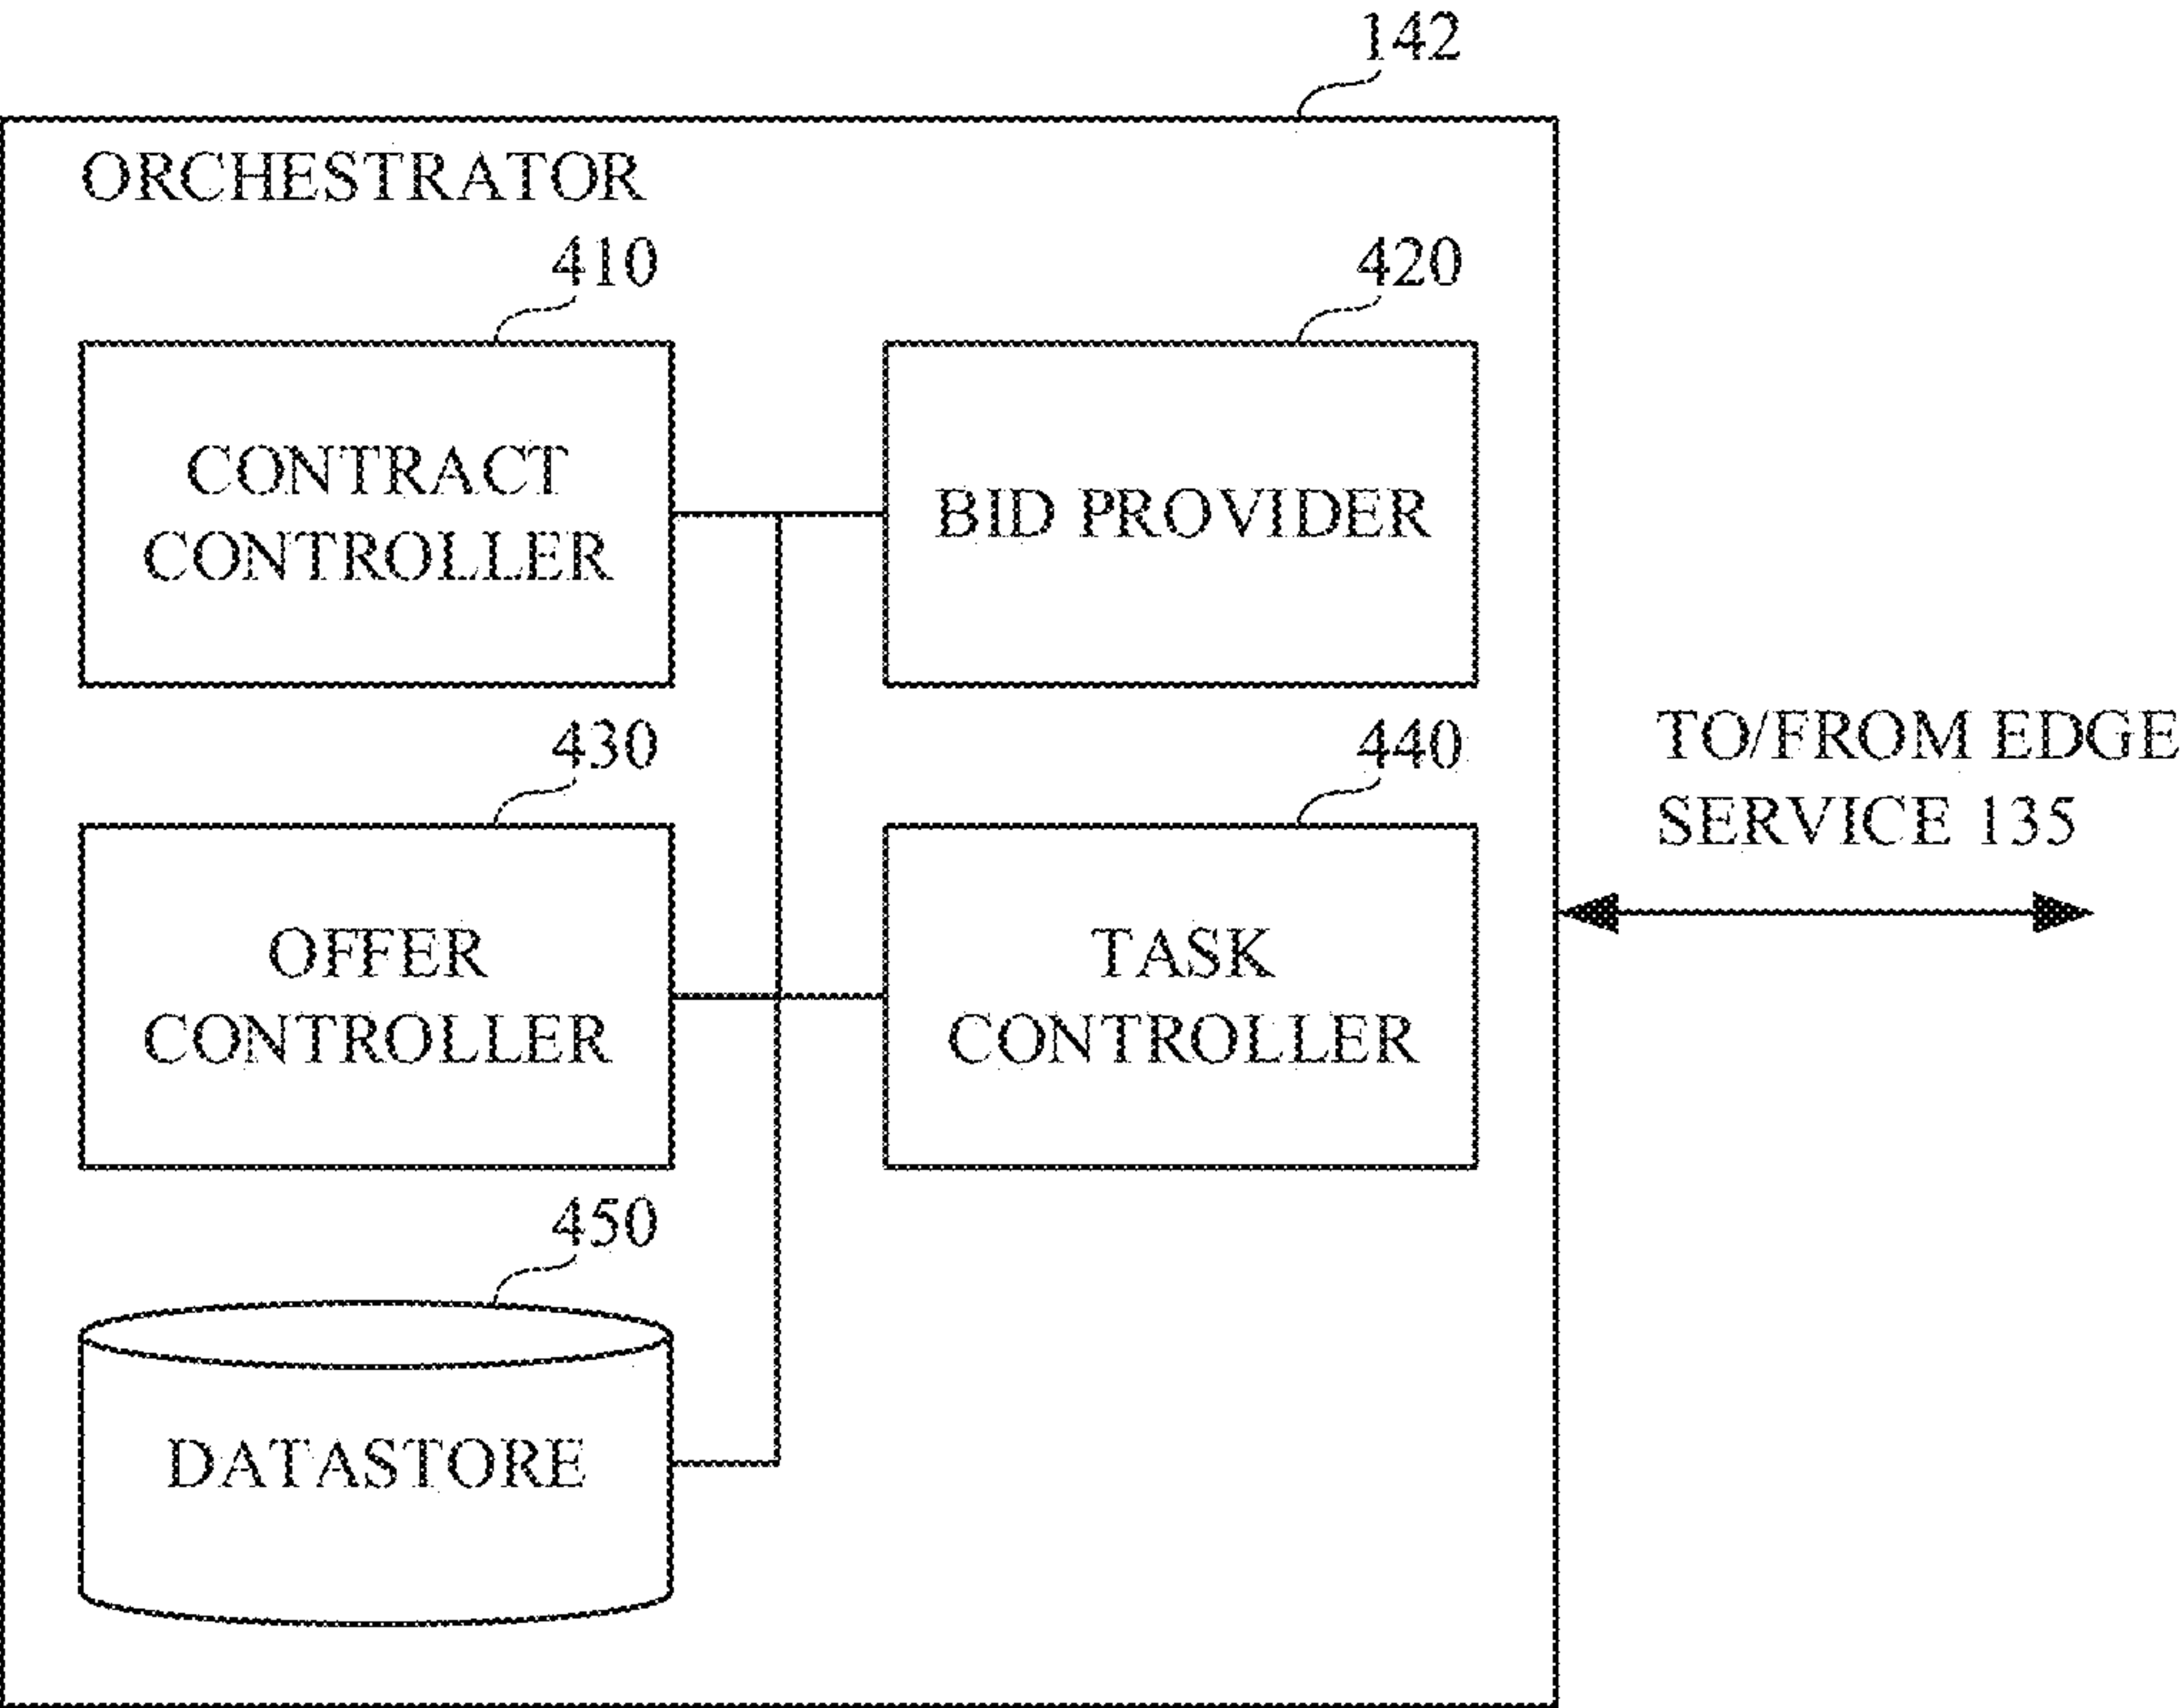 142
ORCHESTRATOR
410
420
CONTRACT
CONTROLLER
BID PROVIDER
430
440
TO/FROM EDGE
SERVICE 135
OFFER
CONTROLLER
TASK
CONTROLLER
450
DATASTORE